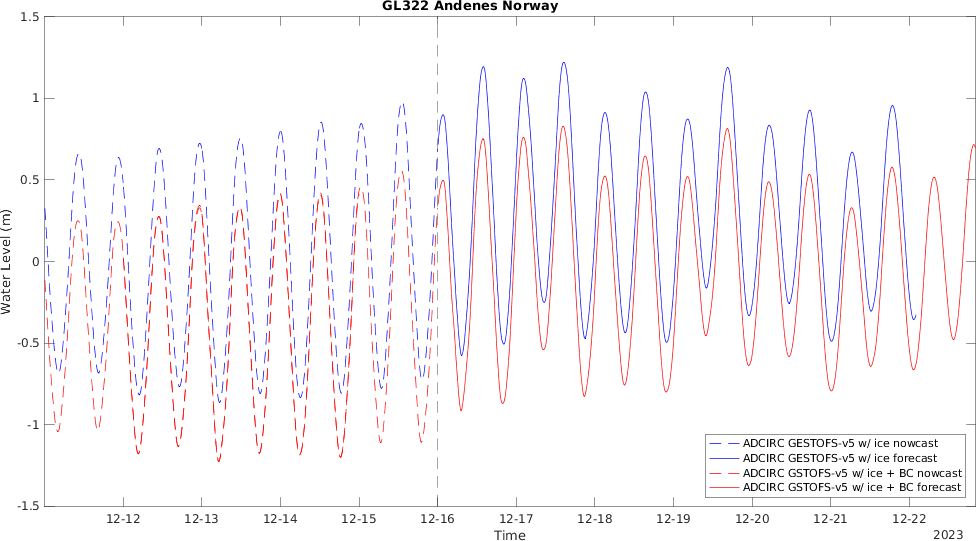 GL322 Andenes Norway
1.5
1
0.5
0
-0.5
-1
-1.5
Water Level (m)
ADCIRC GESTOFS-v5 w/ ice nowcast
ADCIRC GESTOFS-v5 w/ ice forecast
ADCIRC GSTOFS-v5 w/ ice + BC nowcast
ADCIRC GSTOFS-v5 w/ ice + BC forecast
12-12 12-13 12-14 12-15 12-16 12-17 12-18 12-19 12-20 12-21 12-22
Time
2023